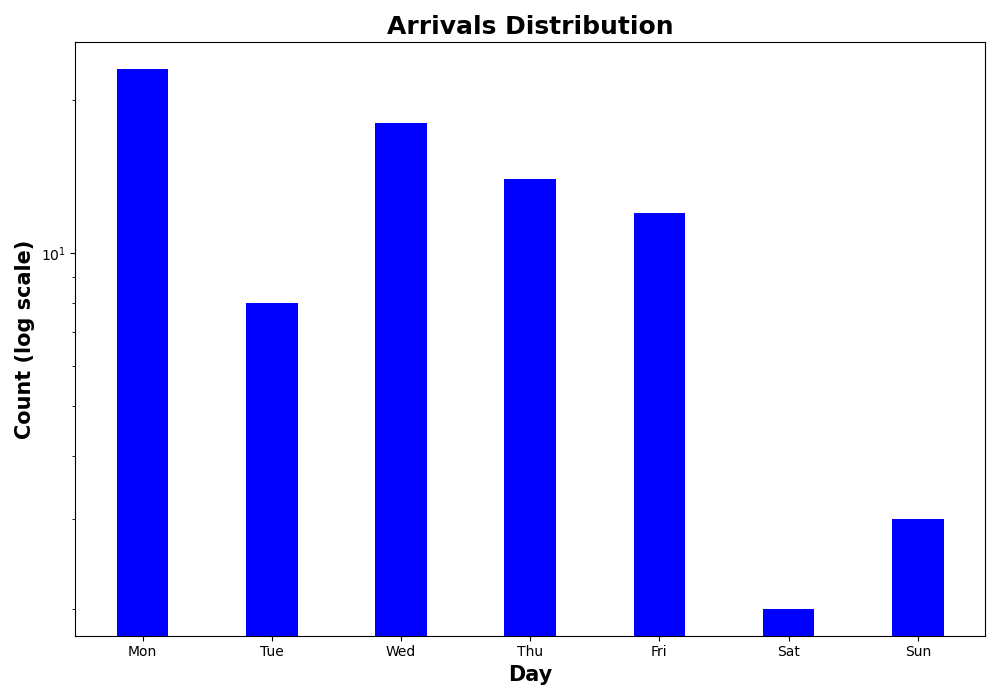 Arrivals Distribution
Count (log scale)
10¹
Mon Tue Wed Thu Fri Sat Sun
Day